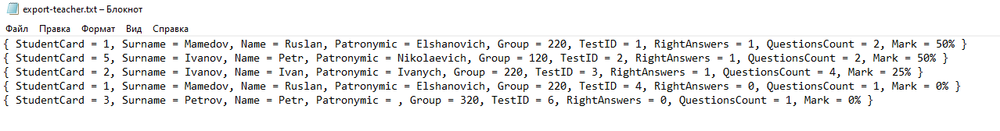 export-teacher.txt – Блокнот
Файл Правка Формат Вид Справка
{ StudentCard = 1, Surname = Mamedov, Name = Ruslan, Patronymic = Elshanovich, Group = 220, TestID = 1, RightAnswers = 1, QuestionsCount = 2, Mark = 50% }
{ StudentCard = 5, Surname = Ivanov, Name = Petr, Patronymic = Nikolaevich, Group = 120, TestID = 2, RightAnswers = 1, QuestionsCount = 2, Mark = 50% }
{ StudentCard = 2, Surname = Ivanov, Name = Ivan, Patronymic = Ivanych, Group = 220, TestID = 3, RightAnswers = 1, QuestionsCount = 4, Mark = 25% }
{ StudentCard = 1, Surname = Mamedov, Name = Ruslan, Patronymic = Elshanovich, Group = 220, TestID = 4, RightAnswers = 0, QuestionsCount = 1, Mark = 0% }
{ StudentCard = 3, Surname = Petrov, Name = Petr, Patronymic = , Group = 320, TestID = 6, RightAnswers = 0, QuestionsCount = 1, Mark = 0% }